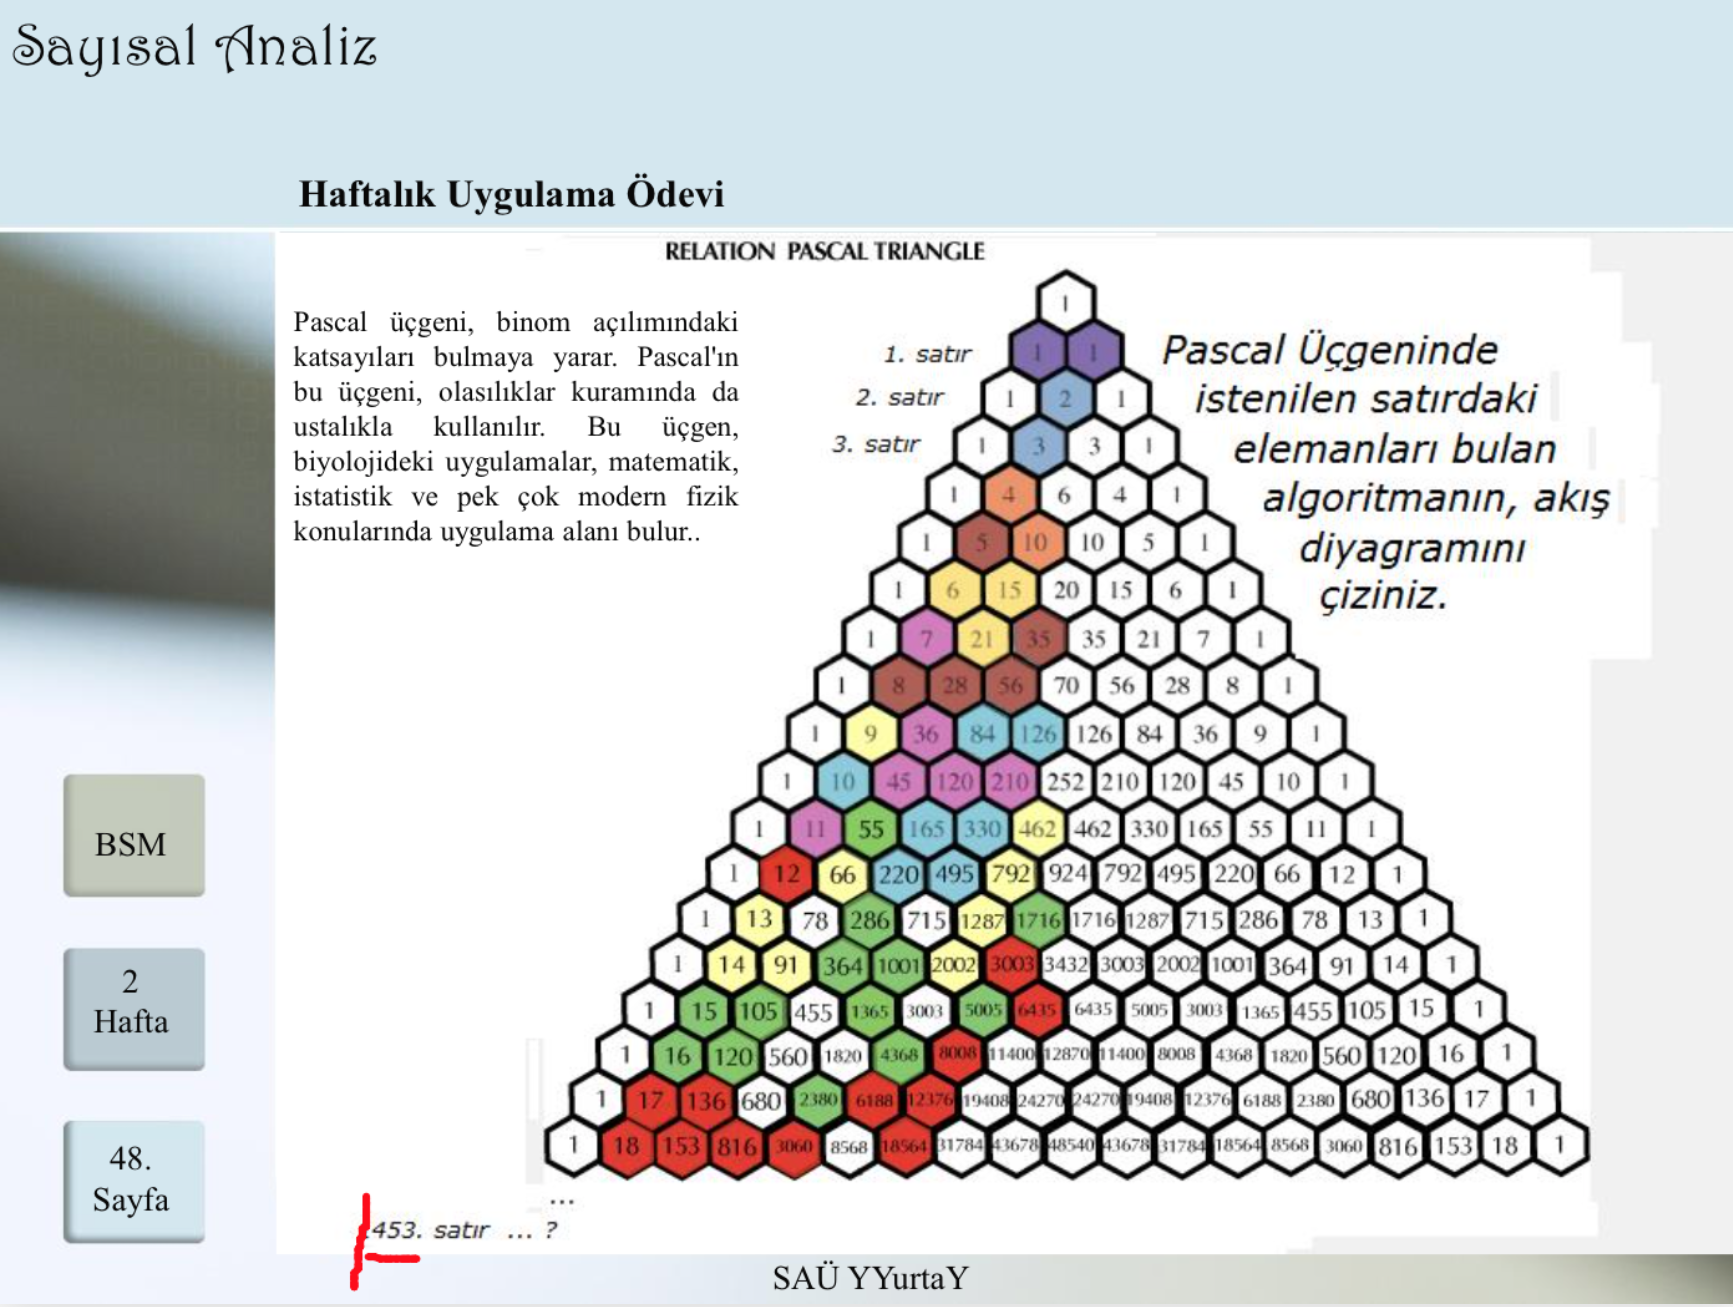 Sayısal Analiz
Haftalık Uygulama Ödevi
RELATION PASCAL TRIANGLE
Pascal üçgeni, binom açılımındaki
katsayıları bulmaya yarar. Pascal'ın
bu üçgeni, olasılıklar kuramında da
ustalıkla kullanılır. Bu üçgen,
biyolojideki uygulamalar, matematik,
istatistik ve pek çok modern fizik
konularında uygulama alanı bulur..
Pascal Üçgeninde
istenilen satırdaki
elemanları bulan
algoritmanın, akış
diyagramını
çiziniz.
1
1. satır 1 1
2. satır 1 2 1
3. satır 1 3 3 1
1 4 6 4 1
1 5 10 10 5 1
1 6 15 20 15 6 1
1 7 21 35 35 21 7 1
1 8 28 56 70 56 28 8 1
1 9 36 84 126 126 84 36 9 1
1 10 45 120 210 252 210 120 45 10 1
1 11 55 165 330 462 462 330 165 55 11 1
1 12 66 220 495 792 924 792 495 220 66 12 1
1 13 78 286 715 1287 1716 1716 1287 715 286 78 13 1
1 14 91 364 1001 2002 3003 3432 3003 2002 1001 364 91 14 1
1 15 105 455 1365 3003 5005 6435 6435 5005 3003 1365 455 105 15 1
1 16 120 560 1820 4368 8008 11400 12870 11400 8008 4368 1820 560 120 16 1
1 17 136 680 2380 6188 12376 19408 24270 24270 19408 12376 6188 2380 680 136 17 1
1 18 153 816 3060 8568 18564 31784 43678 48540 43678 31784 18564 8568 3060 816 153 18 1
...
453. satır ... ?
BSM
2
Hafta
48.
Sayfa
SAÜ YYurtaY